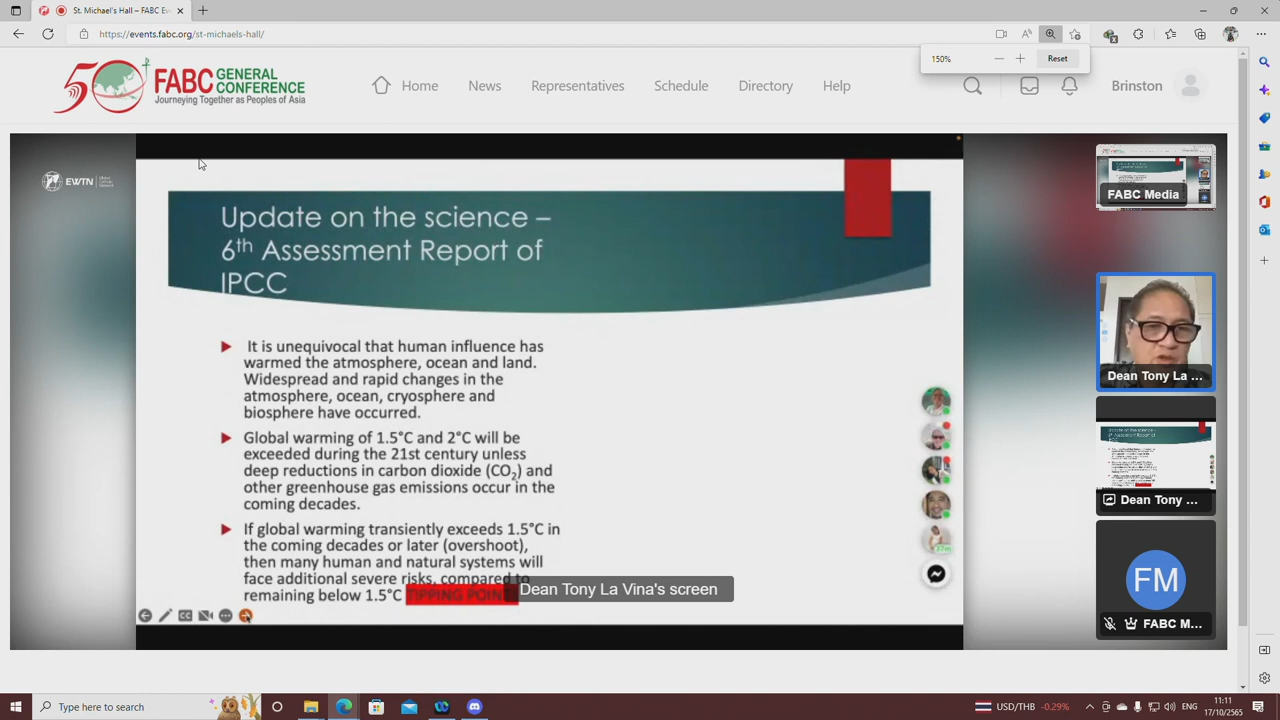 St. Michael's Hall – FABC Ev
https://events.fabc.org/st-michaels-hall/
150%
Reset
50 FABC GENERAL CONFERENCE
Journeying Together as Peoples of Asia
Home News Representatives Schedule Directory Help
Brinston
EWTN
Update on the science –
6th Assessment Report of
IPCC
It is unequivocal that human influence has
warmed the atmosphere, ocean and land.
Widespread and rapid changes in the
atmosphere, ocean, cryosphere and
biosphere have occurred.
Global warming of 1.5°C and 2°C will be
exceeded during the 21st century unless
deep reductions in carbon dioxide (CO₂) and
other greenhouse gas emissions occur in the
coming decades.
If global warming transiently exceeds 1.5°C in
the coming decades or later (overshoot),
then many human and natural systems will
face additional severe risks, compared to
remaining below 1.5°C TIPPING POINT
Dean Tony La Vina's screen
37m
FABC Media
Dean Tony La ...
Dean Tony ...
FM
FABC M...
Type here to search
USD/THB -0.29%
ENG
11:11
17/10/2565